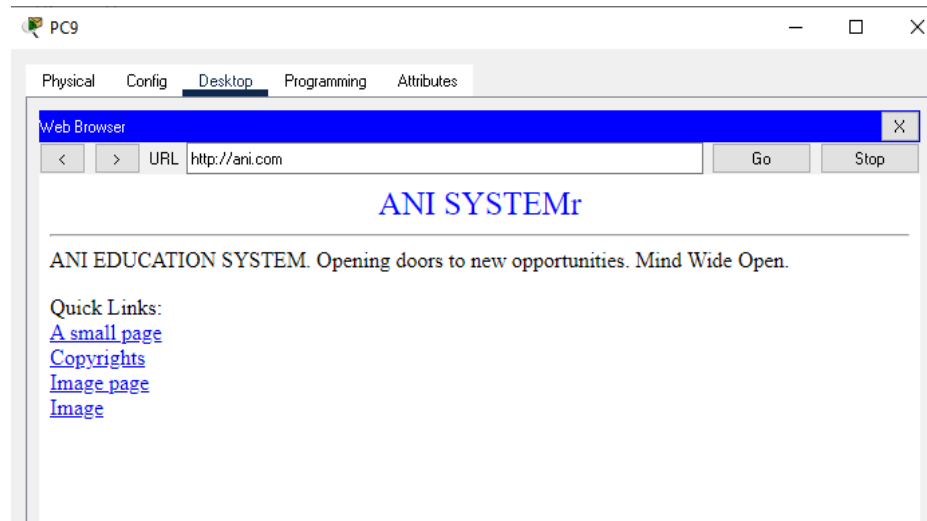 PC9
Physical Config Desktop Programming Attributes
Web Browser
X
< > URL http://ani.com Go Stop
ANI SYSTEMr
ANI EDUCATION SYSTEM. Opening doors to new opportunities. Mind Wide Open.
Quick Links:
A small page
Copyrights
Image page
Image